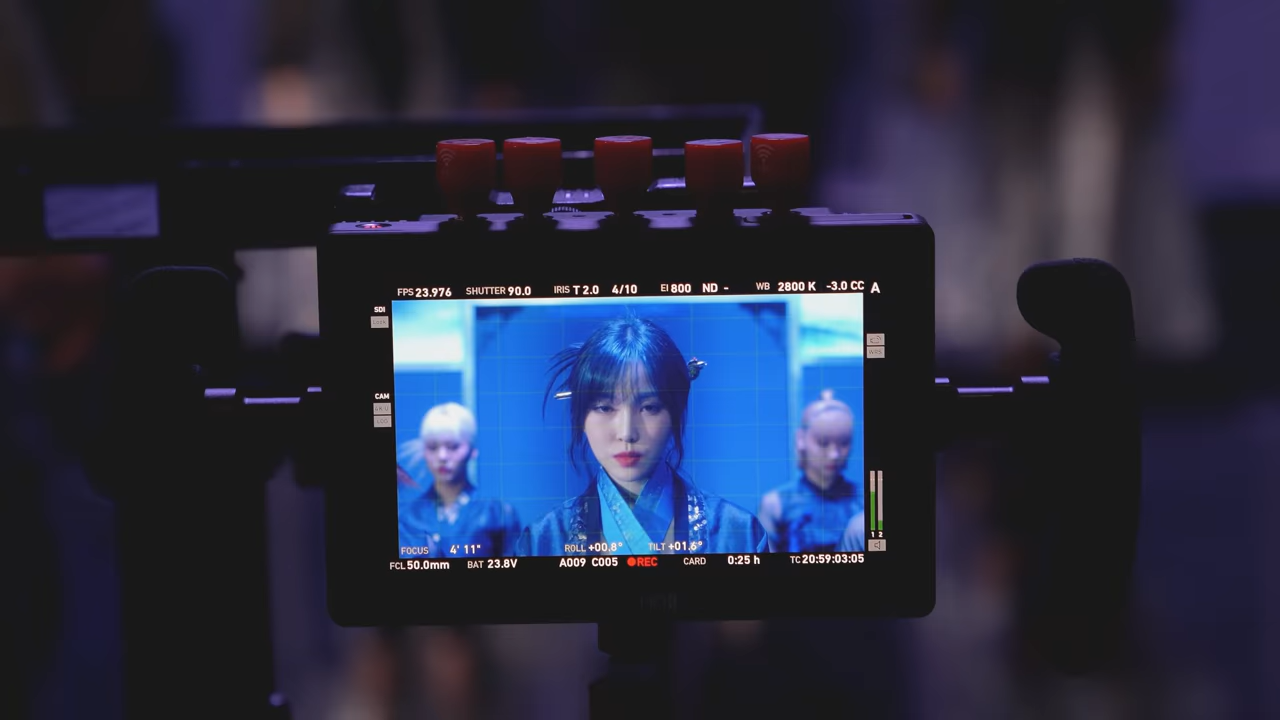 FPS 23.976 SHUTTER 90.0 IRIS T 2.0 4/10 EI 800 ND - WB 2800 K -3.0 CC A
SDI
CAM
1 2
FOCUS 4' 11" ROLL +00.8° TILT +01.6°
FCL 50.0mm BAT 23.8V A009 C005 REC CARD 0:25 h TC 20:59:03:05